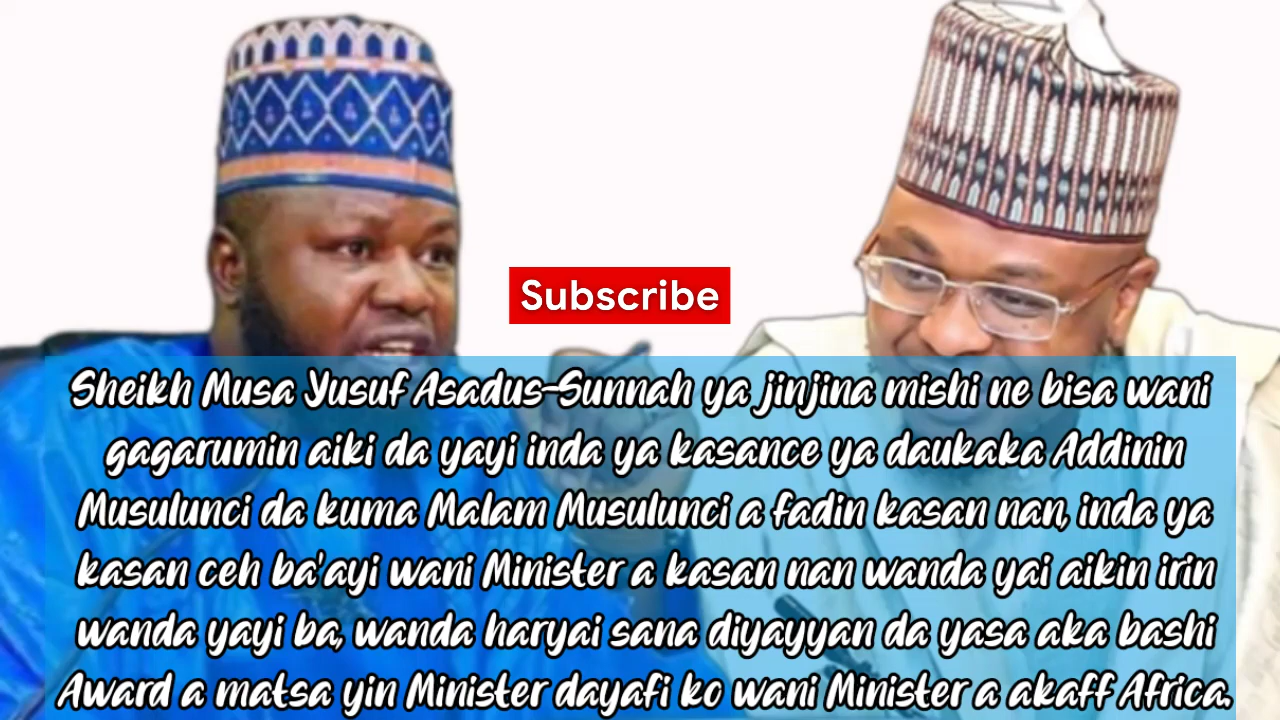 Subscribe
Sheikh Musa Yusuf Asadus-Sunnah ya jinjina mishi ne bisa wani
gagarumin aiki da yayi inda ya kasance ya daukaka Addinin
Musulunci da kuma Malam Musulunci a fadin kasan nan, inda ya
kasan ceh ba'ayi wani Minister a kasan nan wanda yai aikin irin
wanda yayi ba, wanda haryai sana diyayyan da yasa aka bashi
Award a matsa yin Minister dayafi ko wani Minister a akaff Africa.